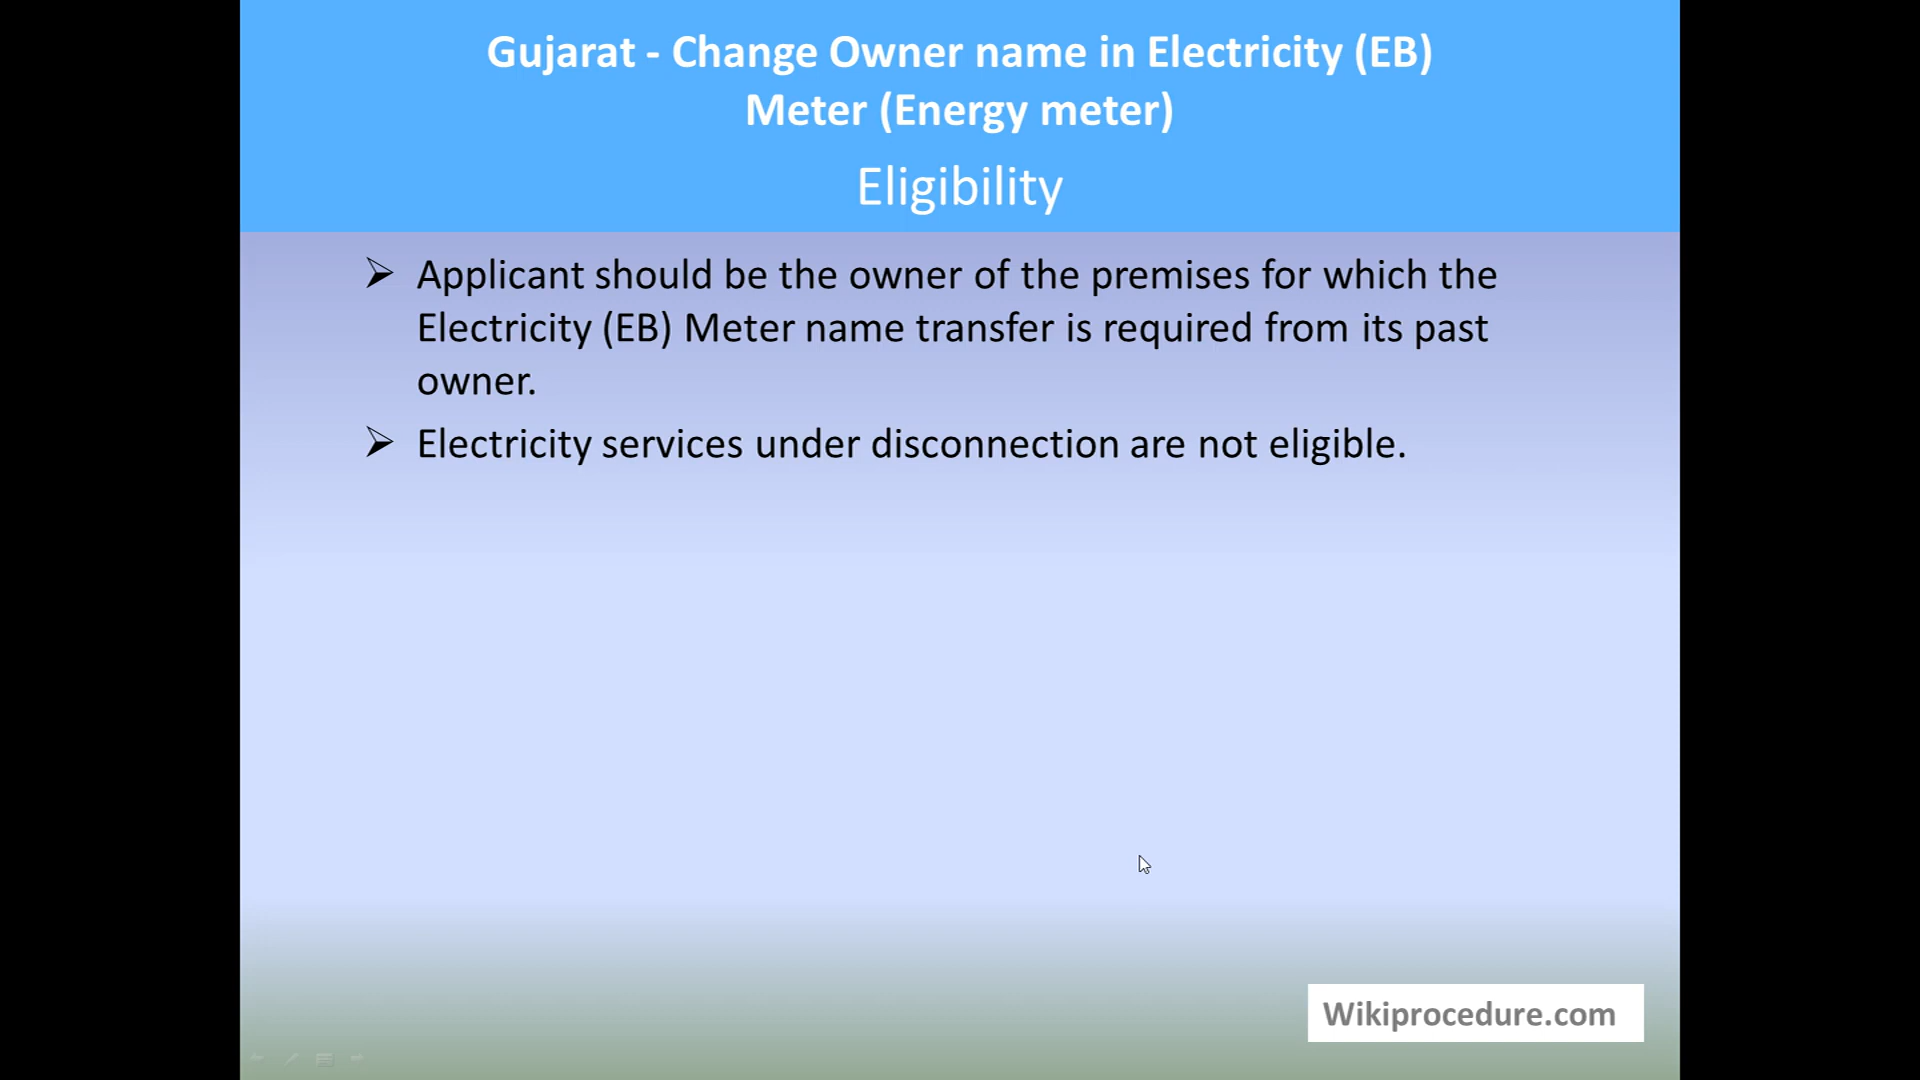 Gujarat - Change Owner name in Electricity (EB)
Meter (Energy meter)
Eligibility
Applicant should be the owner of the premises for which the
Electricity (EB) Meter name transfer is required from its past
owner.
Electricity services under disconnection are not eligible.
Wikiprocedure.com